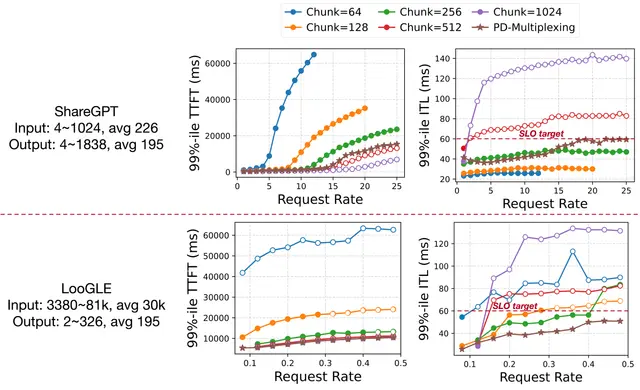 Chunk=64 Chunk=256 Chunk=1024
Chunk=128 Chunk=512 PD-Multiplexing
ShareGPT
Input: 4~1024, avg 226
Output: 4~1838, avg 195
99%-ile TTFT (ms)
60000
40000
20000
0
0 5 10 15 20 25
Request Rate
99%-ile ITL (ms)
140
120
100
80
60
40
20
SLO target
0 5 10 15 20 25
Request Rate
LooGLE
Input: 3380~81k, avg 30k
Output: 2~326, avg 195
99%-ile TTFT (ms)
60000
50000
40000
30000
20000
10000
0.1 0.2 0.3 0.4 0.5
Request Rate
99%-ile ITL (ms)
120
100
80
60
40
SLO target
0.1 0.2 0.3 0.4 0.5
Request Rate